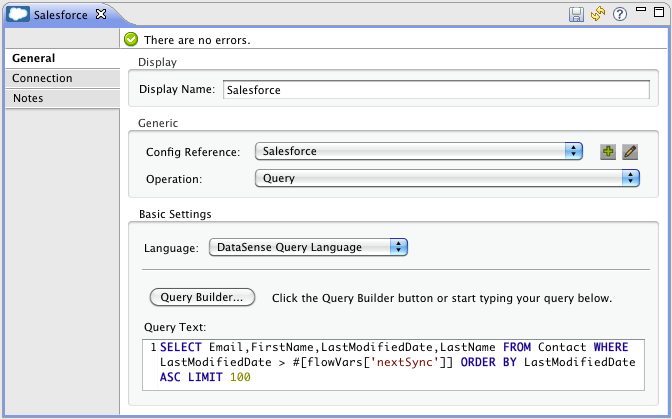 Salesforce
There are no errors.
General
Connection
Notes
Display
Display Name: Salesforce
Generic
Config Reference: Salesforce
Operation: Query
Basic Settings
Language: DataSense Query Language
Query Builder... Click the Query Builder button or start typing your query below.
Query Text:
1 SELECT Email,FirstName,LastModifiedDate,LastName FROM Contact WHERE
LastModifiedDate > #[flowVars['nextSync']] ORDER BY LastModifiedDate
ASC LIMIT 100